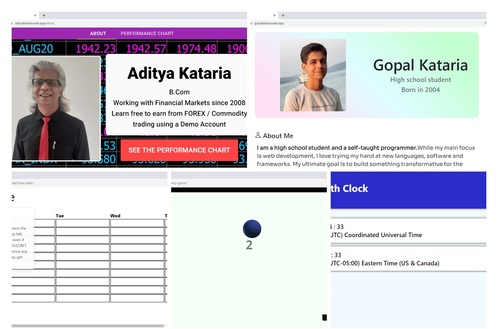 ABOUT PERFORMANCE CHART
AUG20 1942.23 1942.57 1974.48 1900
Aditya Kataria
B.Com
Working with Financial Markets since 2008
Learn free to earn from FOREX / Commodity
trading using a Demo Account
SEE THE PERFORMANCE CHART
Gopal Kataria
High school student
Born in 2004
About Me
I am a high school student and a self-taught programmer.While my main focus
is web development, I love trying my hand at new languages, software and
frameworks. My ultimate goal is to build something transformative for the
e
Tue Wed T
2
th Clock
: 33
UTC) Coordinated Universal Time
: 33
UTC-05:00) Eastern Time (US & Canada)